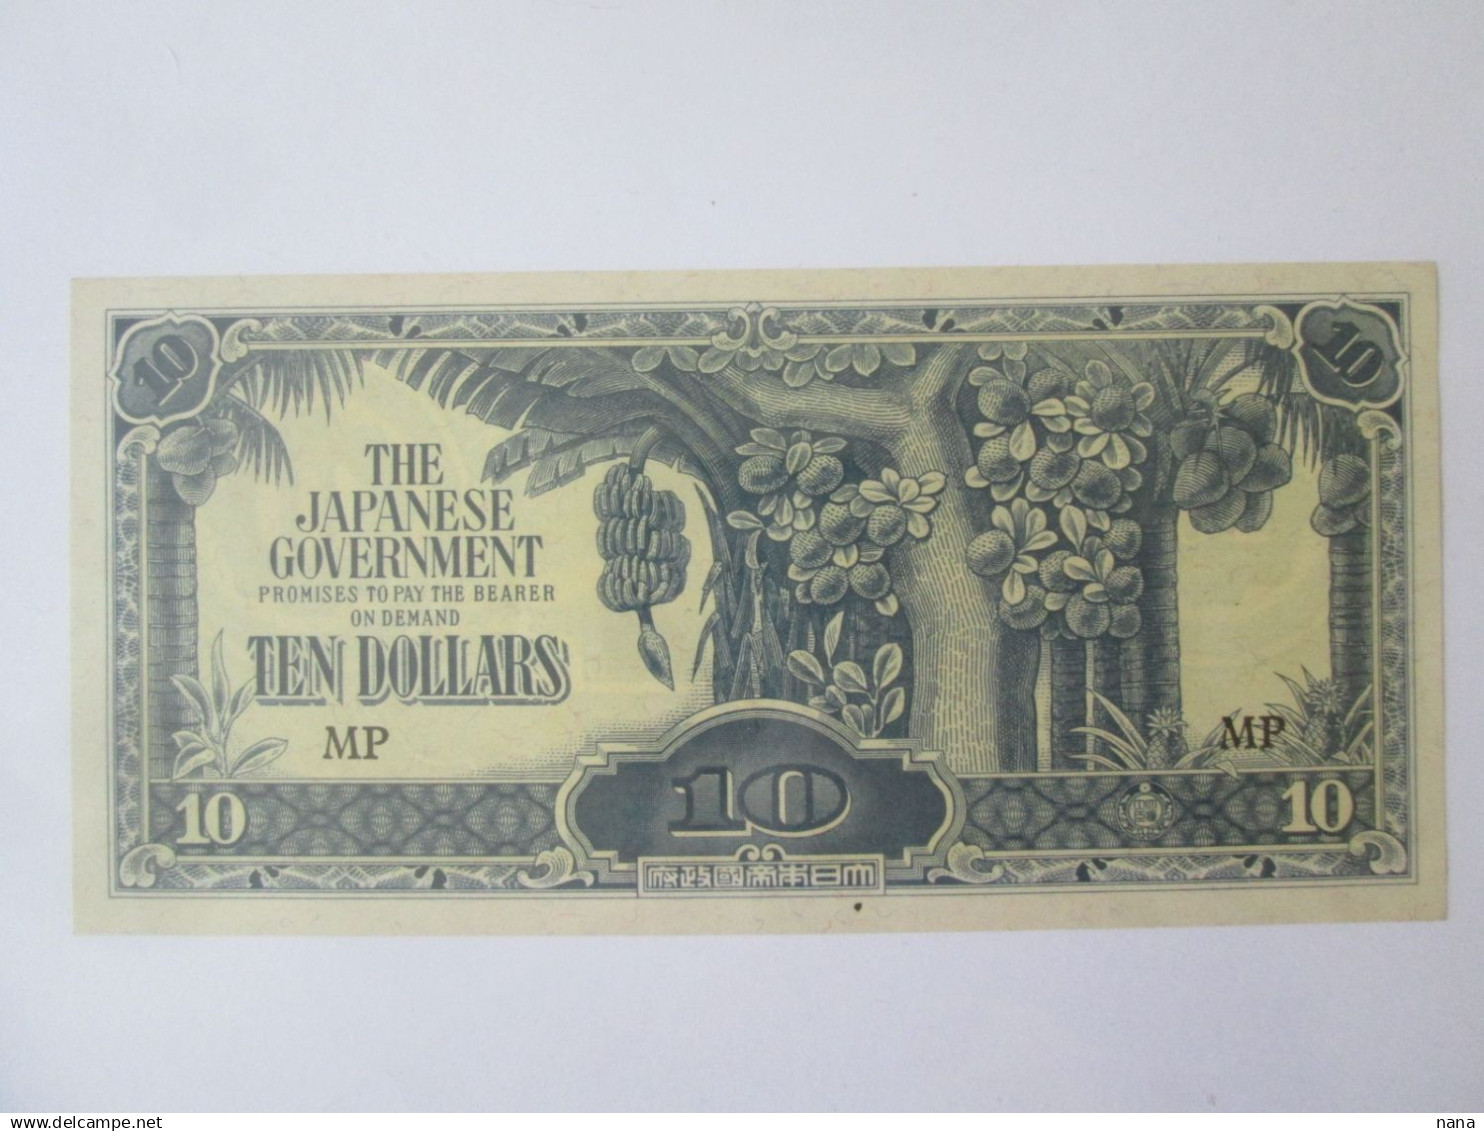 10
10
THE
JAPANESE
GOVERNMENT
PROMISES TO PAY THE BEARER
ON DEMAND
TEN DOLLARS
MP
MP
10
10
10
府政國帝本日大
www.delcampe.net
nana